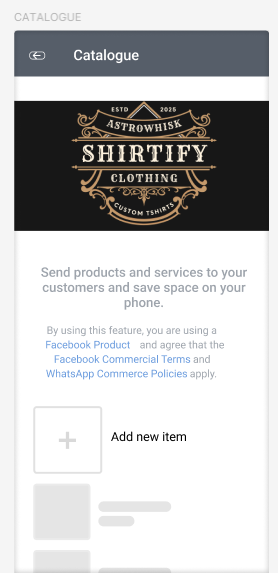 CATALOGUE
Catalogue
ESTD 2025
ASTROWHISK
SHIRTIFY
CLOTHING
CUSTOM TSHIRTS
Send products and services to your
customers and save space on your
phone.
By using this feature, you are using a
Facebook Product and agree that the
Facebook Commercial Terms and
WhatsApp Commerce Policies apply.
Add new item